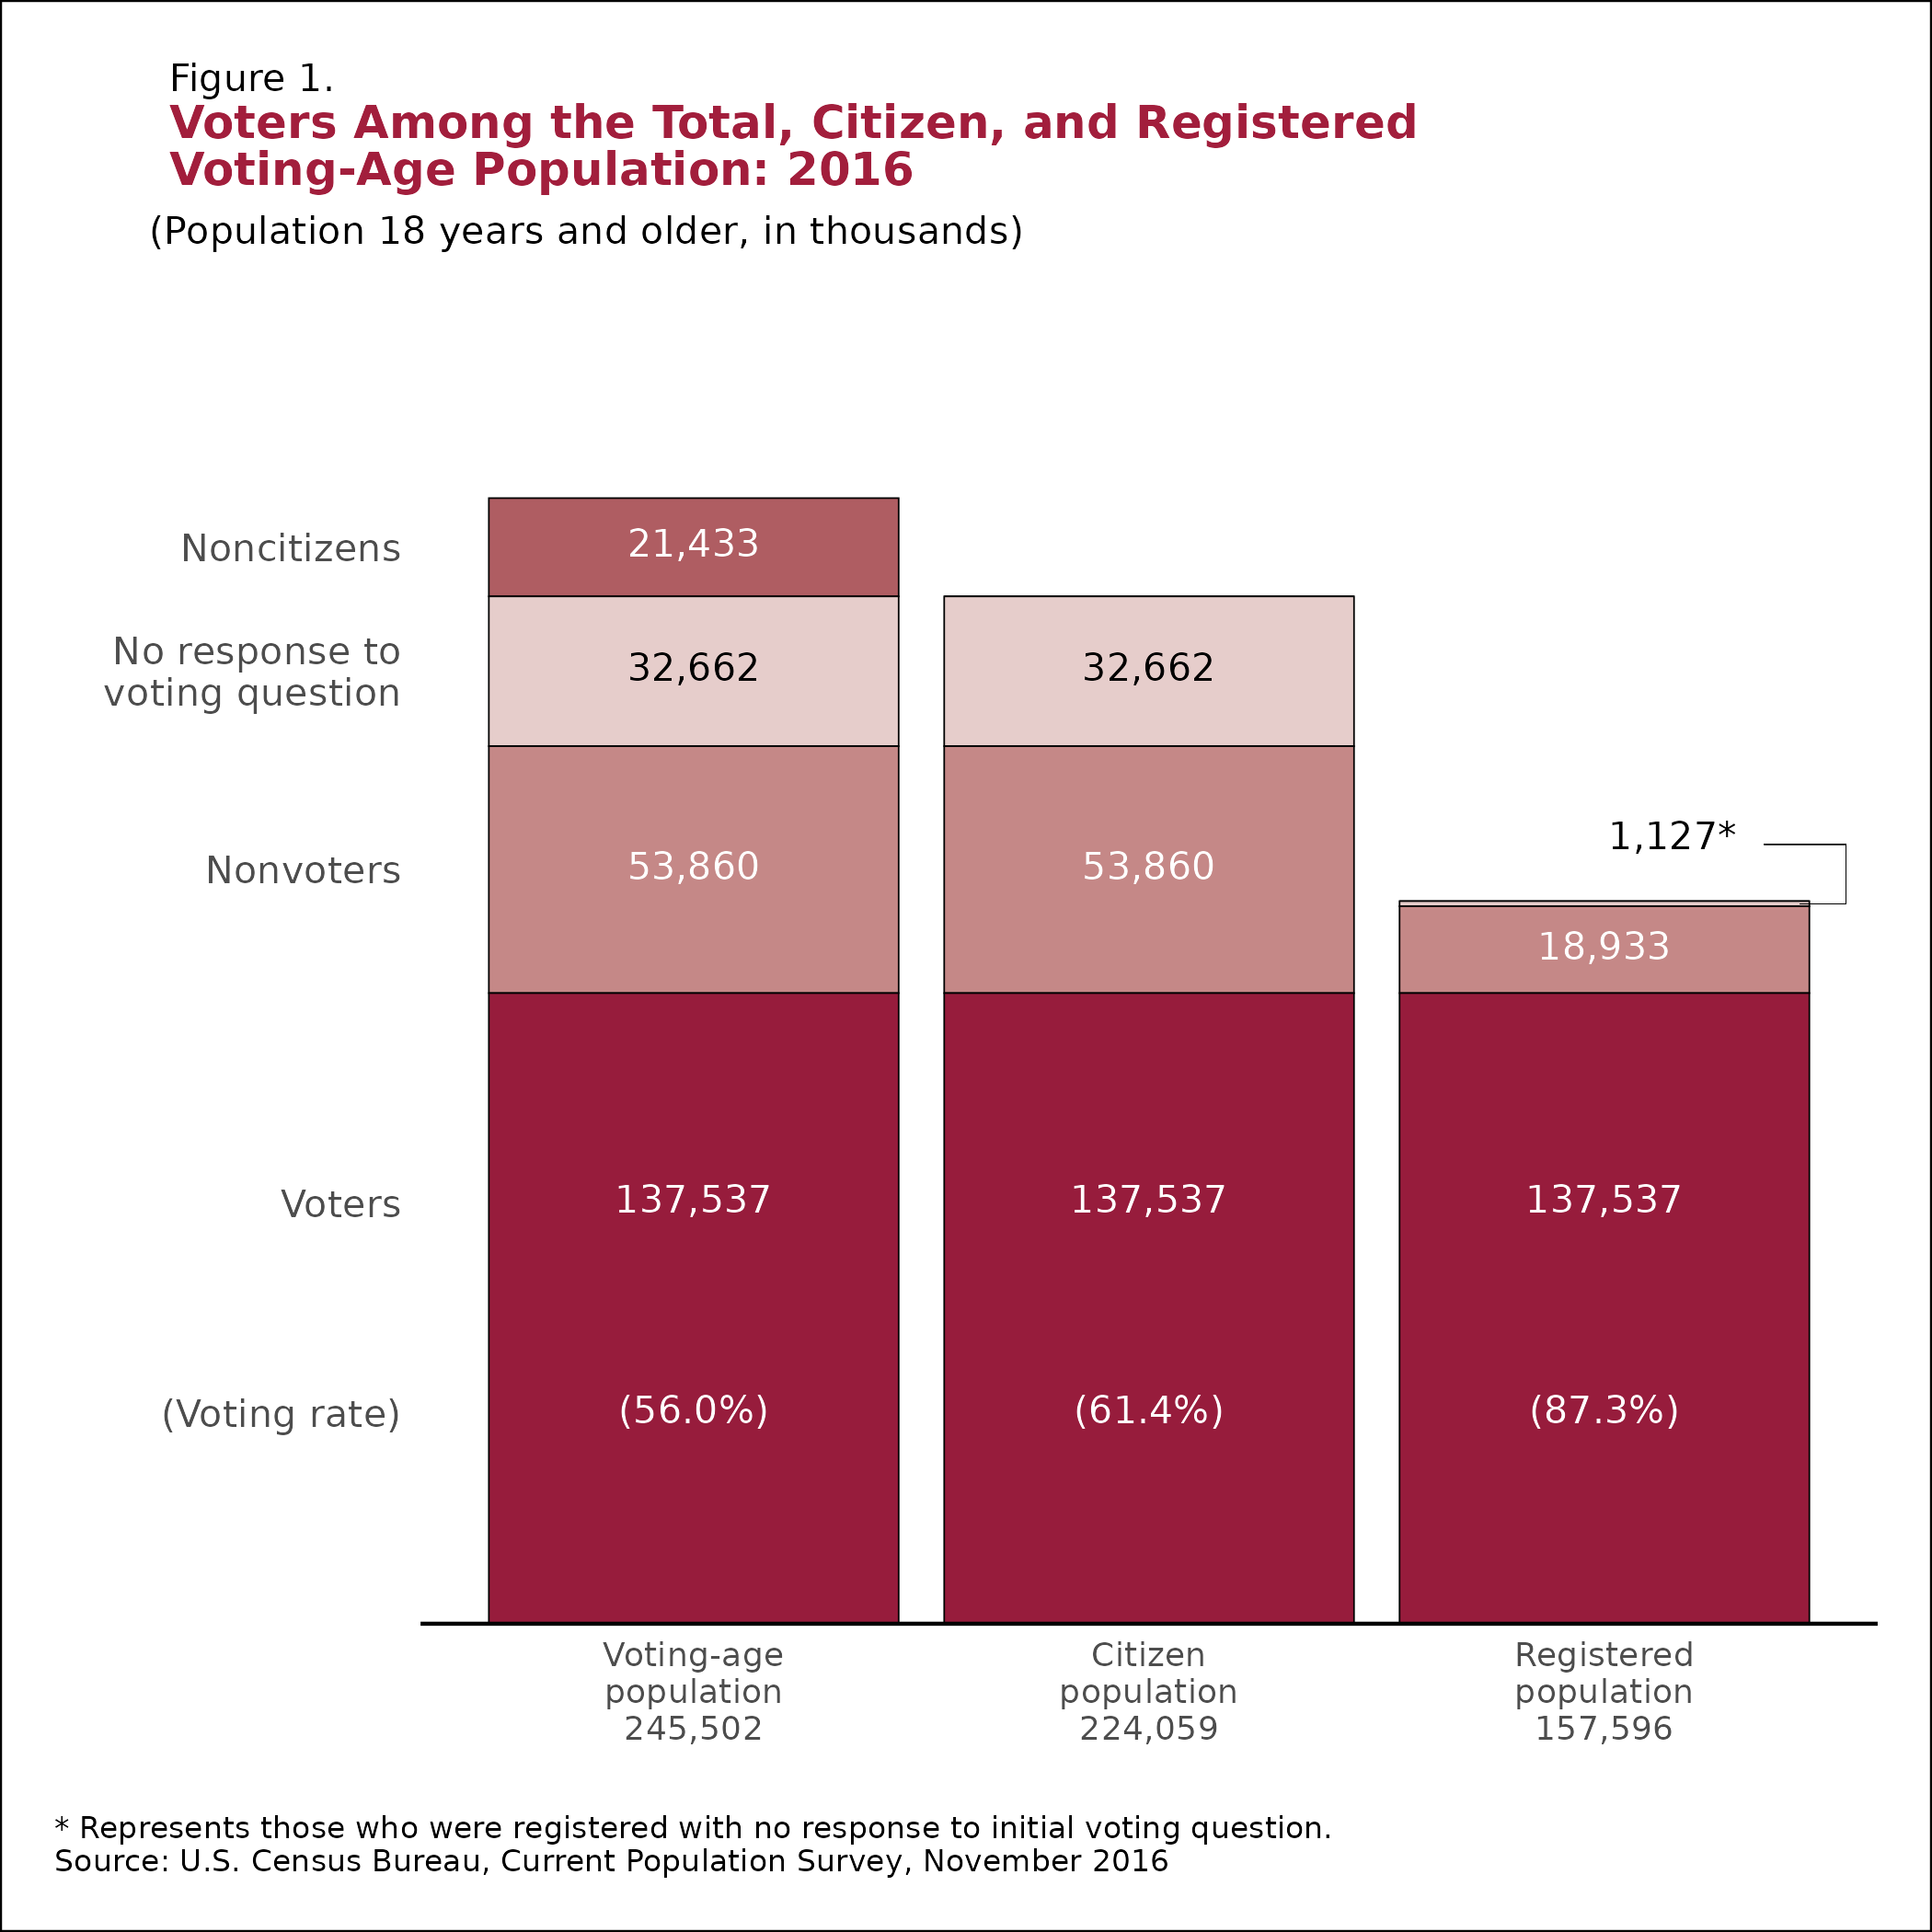 Figure 1.
Voters Among the Total, Citizen, and Registered
Voting-Age Population: 2016
(Population 18 years and older, in thousands)
Noncitizens
21,433
No response to
voting question
32,662
32,662
Nonvoters
53,860
53,860
1,127*
18,933
Voters
137,537
137,537
137,537
(Voting rate)
(56.0%)
(61.4%)
(87.3%)
Voting-age
population
245,502
Citizen
population
224,059
Registered
population
157,596
* Represents those who were registered with no response to initial voting question.
Source: U.S. Census Bureau, Current Population Survey, November 2016